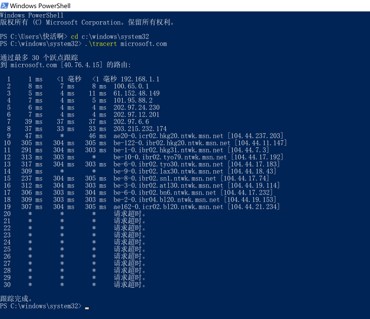 Windows PowerShell
Windows PowerShell
版权所有 (C) Microsoft Corporation。保留所有权利。
PS C:\Users\快活啊> cd c:\windows\system32
PS C:\windows\system32> .\tracert microsoft.com
通过最多 30 个跃点跟踪
到 microsoft.com [40.76.4.15] 的路由:
1 1 ms <1 毫秒 <1 毫秒 192.168.1.1
2 8 ms 7 ms 8 ms 100.65.0.1
3 5 ms 4 ms 11 ms 61.152.48.149
4 7 ms 4 ms 5 ms 101.95.88.2
5 4 ms 4 ms 4 ms 202.97.24.230
6 7 ms 5 ms 4 ms 202.97.12.201
7 39 ms 37 ms 37 ms 202.97.6.6
8 37 ms 33 ms 33 ms 203.215.232.174
9 47 ms * 46 ms ae20-0.icr02.hkg20.ntwk.msn.net [104.44.237.203]
10 305 ms 304 ms 305 ms be-122-0.ibr02.hkg20.ntwk.msn.net [104.44.11.147]
11 305 ms 304 ms 305 ms be-1-0.ibr02.hkg31.ntwk.msn.net [104.44.7.3]
12 313 ms 303 ms * be-10-0.ibr02.tyo79.ntwk.msn.net [104.44.17.192]
13 307 ms 304 ms 304 ms be-6-0.ibr02.tyo30.ntwk.msn.net [104.44.17.183]
14 309 ms * * be-9-0.ibr02.lax30.ntwk.msn.net [104.44.18.43]
15 237 ms 304 ms 305 ms be-8-0.ibr02.sn1.ntwk.msn.net [104.44.17.74]
16 312 ms 304 ms 303 ms be-3-0.ibr02.atl30.ntwk.msn.net [104.44.19.114]
17 306 ms 303 ms 304 ms be-6-0.ibr02.bn6.ntwk.msn.net [104.44.17.232]
18 309 ms 303 ms 303 ms be-2-0.ibr04.bl20.ntwk.msn.net [104.44.19.153]
19 307 ms 304 ms 305 ms ae162-0.icr02.bl20.ntwk.msn.net [104.44.21.234]
20 * * * 请求超时。
21 * * * 请求超时。
22 * * * 请求超时。
23 * * * 请求超时。
24 * * * 请求超时。
25 * * * 请求超时。
26 * * * 请求超时。
27 * * * 请求超时。
28 * * * 请求超时。
29 * * * 请求超时。
30 * * * 请求超时。
跟踪完成。
PS C:\windows\system32>